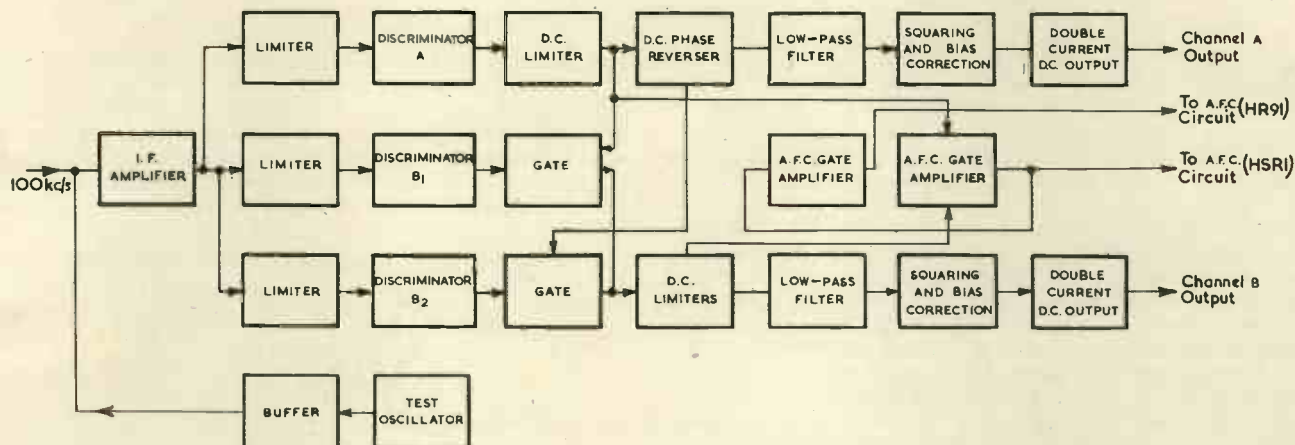 LIMITER
DISCRIMINATOR
A
D.C.
LIMITER
D.C. PHASE
REVERSER
LOW-PASS
FILTER
SQUARING
AND BIAS
CORRECTION
DOUBLE
CURRENT
D.C. OUTPUT
Channel A
Output
To A.F.C.
Circuit (HR91)
100kc/s
I.F.
AMPLIFIER
LIMITER
DISCRIMINATOR
B1
GATE
A.F.C. GATE
AMPLIFIER
A.F.C. GATE
AMPLIFIER
To A.F.C.
Circuit (HSR1)
LIMITER
DISCRIMINATOR
B2
GATE
D.C.
LIMITERS
LOW-PASS
FILTER
SQUARING
AND BIAS
CORRECTION
DOUBLE
CURRENT
D.C. OUTPUT
Channel B
Output
BUFFER
TEST
OSCILLATOR